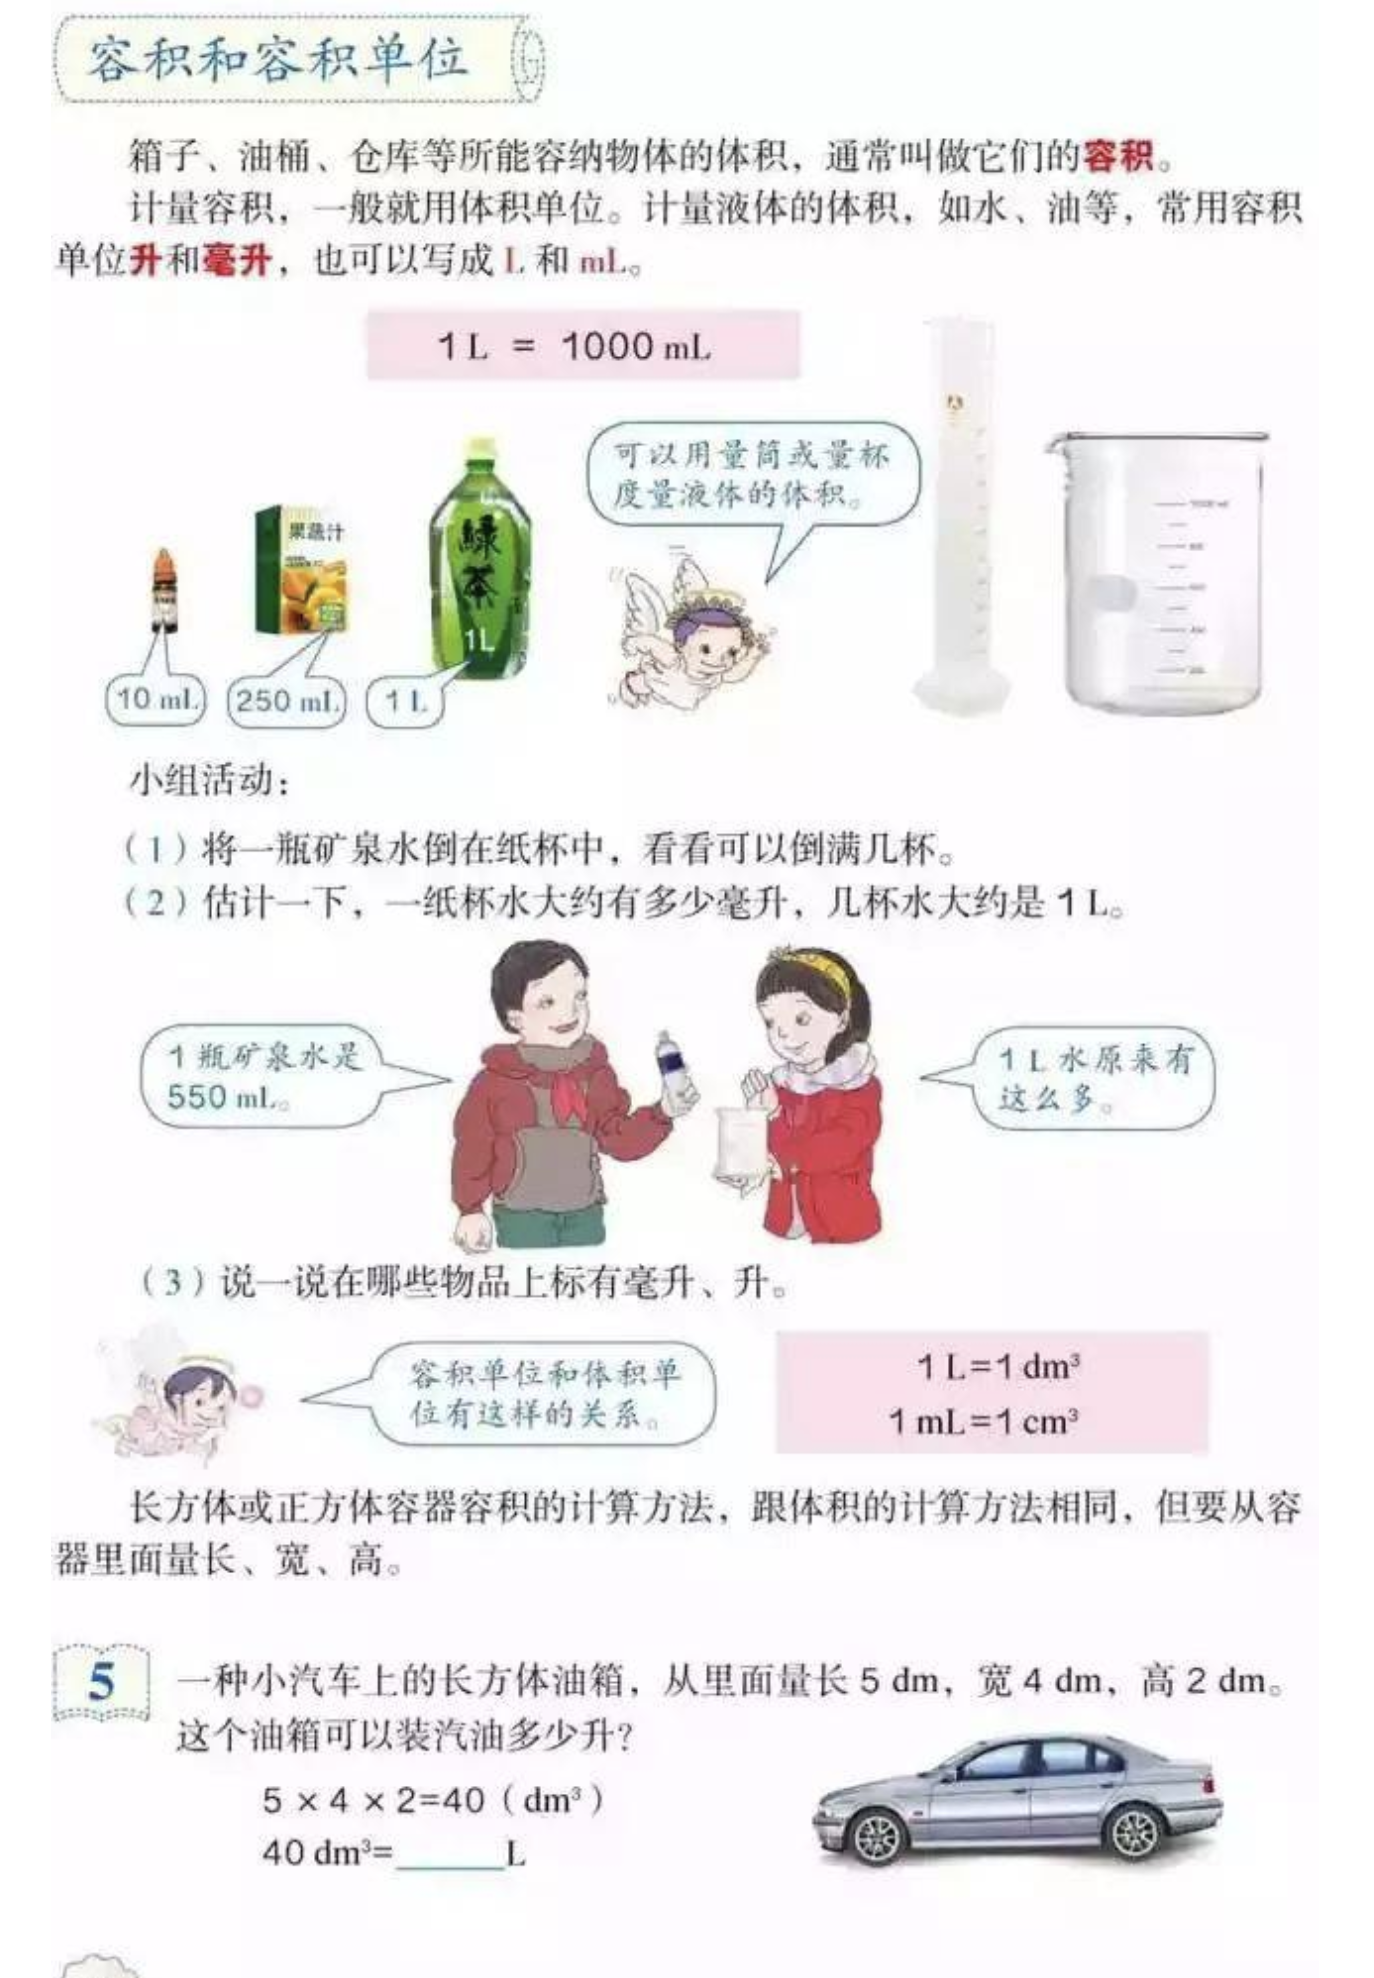 容积和容积单位
箱子、油桶、仓库等所能容纳物体的体积，通常叫做它们的容积。
计量容积，一般就用体积单位。计量液体的体积，如水、油等，常用容积
单位升和毫升，也可以写成 L 和 mL。
1 L = 1000 mL
可以用量筒或量杯
度量液体的体积。
果蔬汁
緑
茶
1L
10 mL
250 mL
1 L
小组活动：
（1）将一瓶矿泉水倒在纸杯中，看看可以倒满几杯。
（2）估计一下，一纸杯水大约有多少毫升，几杯水大约是 1 L。
1 瓶矿泉水是
550 mL。
1 L 水原来有
这么多。
（3）说一说在哪些物品上标有毫升、升。
容积单位和体积单
位有这样的关系。
1 L=1 dm³
1 mL=1 cm³
长方体或正方体容器容积的计算方法，跟体积的计算方法相同，但要从容
器里面量长、宽、高。
5
一种小汽车上的长方体油箱，从里面量长 5 dm，宽 4 dm，高 2 dm。
这个油箱可以装汽油多少升？
5 × 4 × 2=40（dm³）
40 dm³=______L